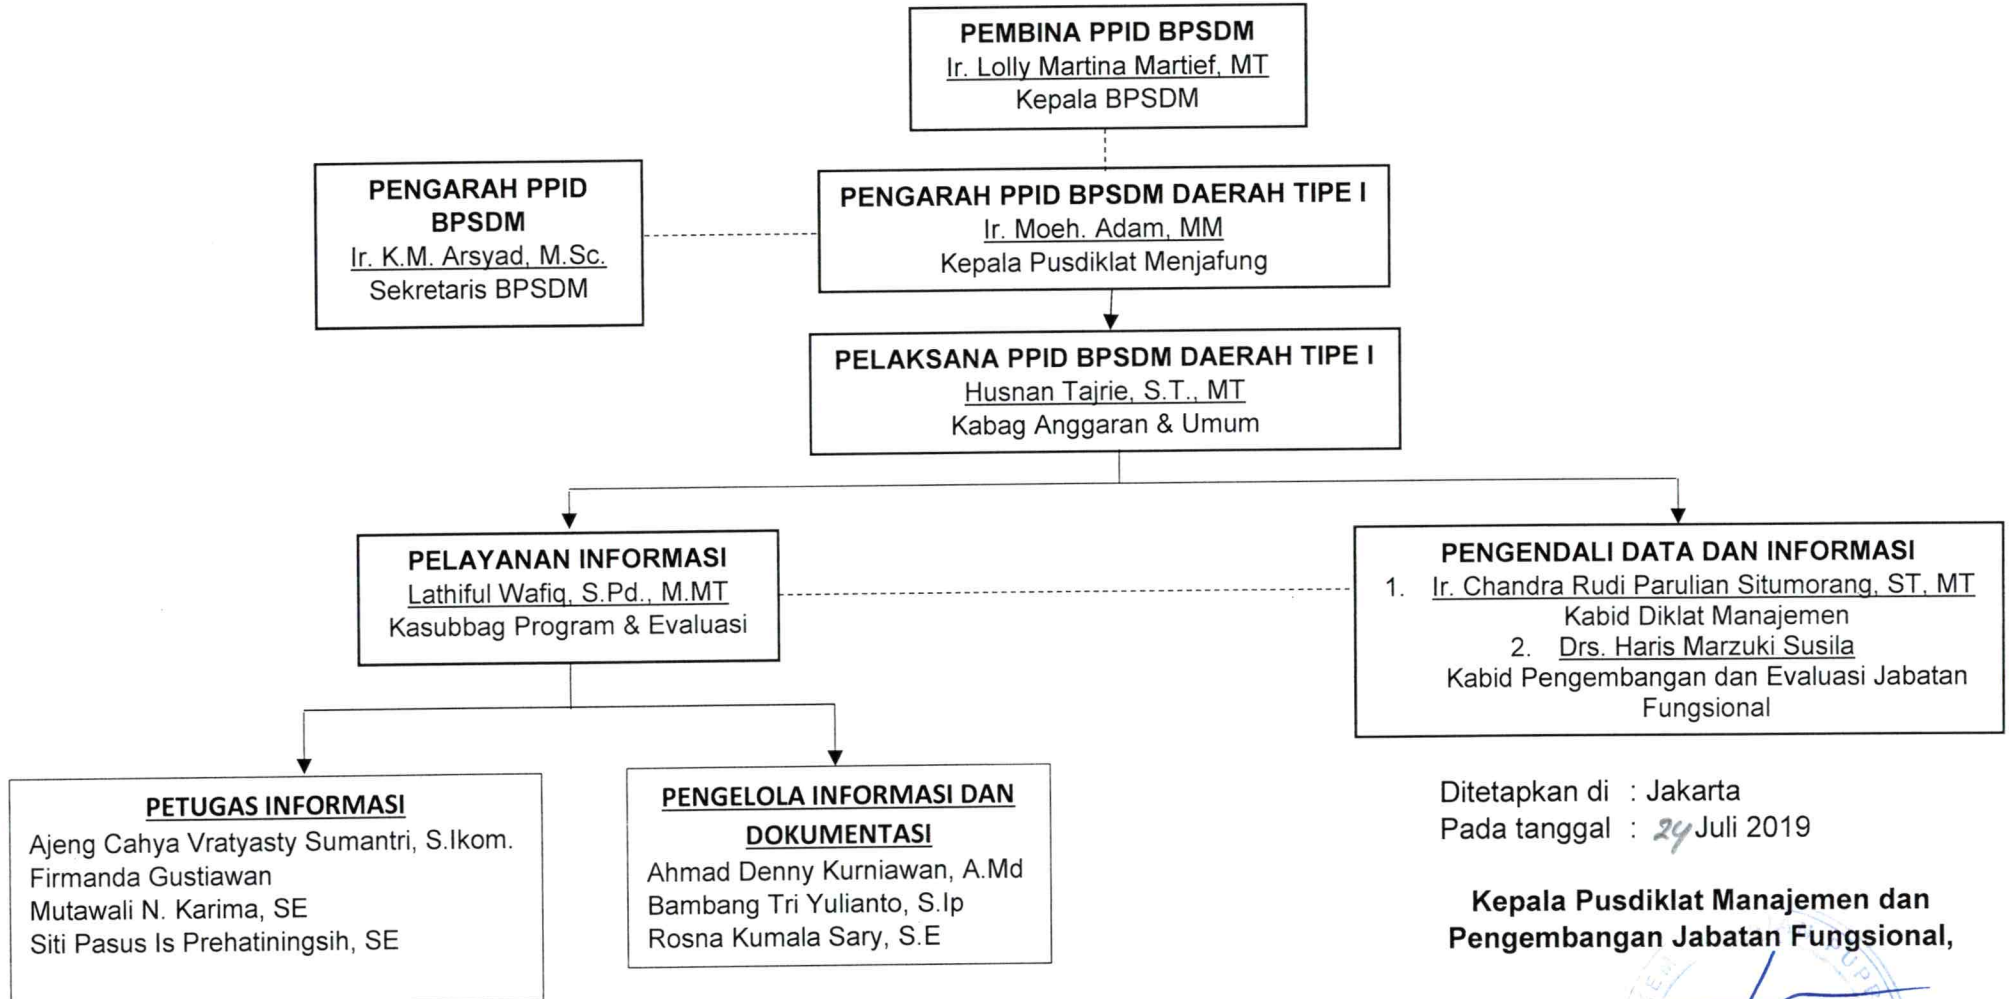 PEMBINA PPID BPSDM
Ir. Lolly Martina Martief, MT
Kepala BPSDM
PENGARAH PPID
BPSDM
Ir. K.M. Arsyad, M.Sc.
Sekretaris BPSDM
PENGARAH PPID BPSDM DAERAH TIPE I
Ir. Moeh. Adam, MM
Kepala Pusdiklat Menjafung
PELAKSANA PPID BPSDM DAERAH TIPE I
Husnan Tajrie, S.T., MT
Kabag Anggaran & Umum
PELAYANAN INFORMASI
Lathiful Wafiq, S.Pd., M.MT
Kasubbag Program & Evaluasi
PENGENDALI DATA DAN INFORMASI
1. Ir. Chandra Rudi Parulian Situmorang, ST, MT
Kabid Diklat Manajemen
2. Drs. Haris Marzuki Susila
Kabid Pengembangan dan Evaluasi Jabatan
Fungsional
PETUGAS INFORMASI
Ajeng Cahya Vratyasty Sumantri, S.Ikom.
Firmanda Gustiawan
Mutawali N. Karima, SE
Siti Pasus Is Prehatiningsih, SE
PENGELOLA INFORMASI DAN
DOKUMENTASI
Ahmad Denny Kurniawan, A.Md
Bambang Tri Yulianto, S.Ip
Rosna Kumala Sary, S.E
Ditetapkan di : Jakarta
Pada tanggal : 24 Juli 2019
Kepala Pusdiklat Manajemen dan
Pengembangan Jabatan Fungsional,